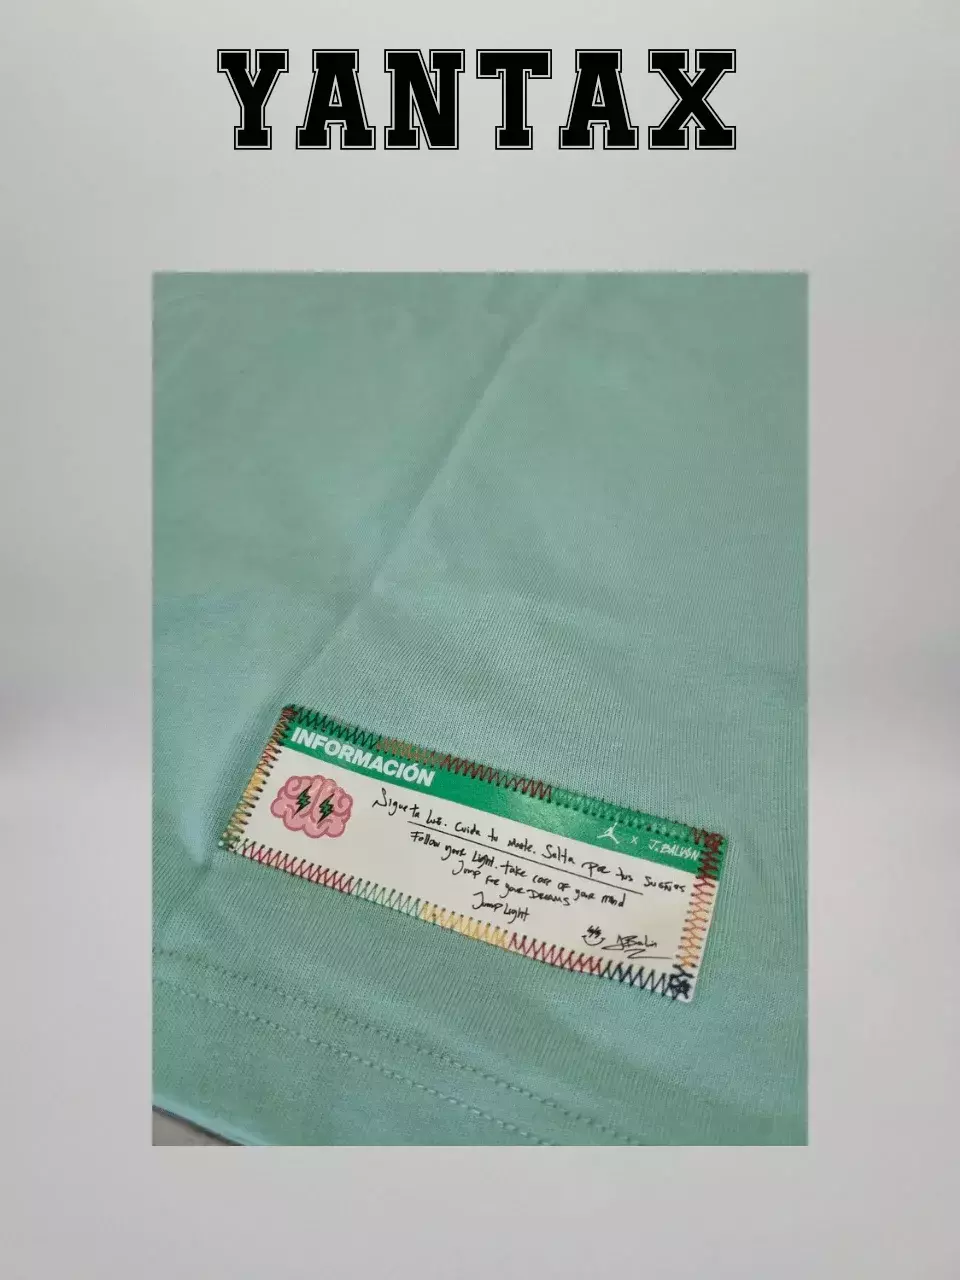 YANTAX
INFORMACIÓN
x J.BALVIN
Sigue tu luz. Cuida tu mente. Salta por tus Sueños
Follow your Light. take care of your mind
Jump For your Dreams
Jump Light
JBalvin